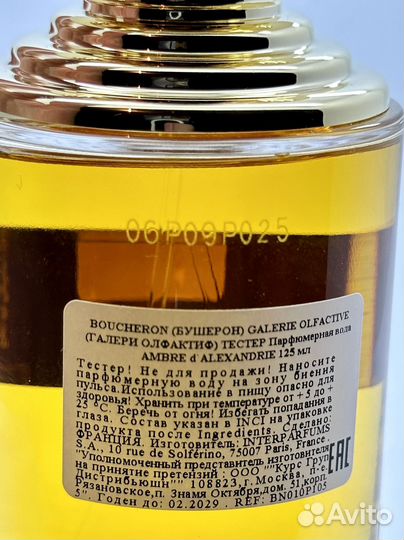 06P09P025
BOUCHERON (БУШЕРОН) GALERIE OLFACTIVE
(ГАЛЕРИ ОЛФАКТИФ) ТЕСТЕР Парфюмерная вода
AMBRE d`ALEXANDRIE 125 мл
Тестер! Не для продажи! Наносите
парфюмерную воду на зону биения
пульса.Использование в пищу опасно для
здоровья! Хранить при температуре от + 5 до +
25 °С. Беречь от огня! Избегать попадания в
глаза. Состав указан в INCI на упаковке
продукта после Ingredients. Сделано:
ФРАНЦИЯ. Изготовитель: INTERPARFUMS
S.A., 10 rue de Solférino, 75007 Paris, France.
"Уполномоченный представитель изготовителя
на принятие претензий : ООО ""Курс Груп
Дистрибьюшн"" 108823, г. Москва, п-е.
Рязановское,п. Знамя Октября,дом. 51,корп.
5". Годен до: 02.2029 . REF: BN010P105
EAC
Avito